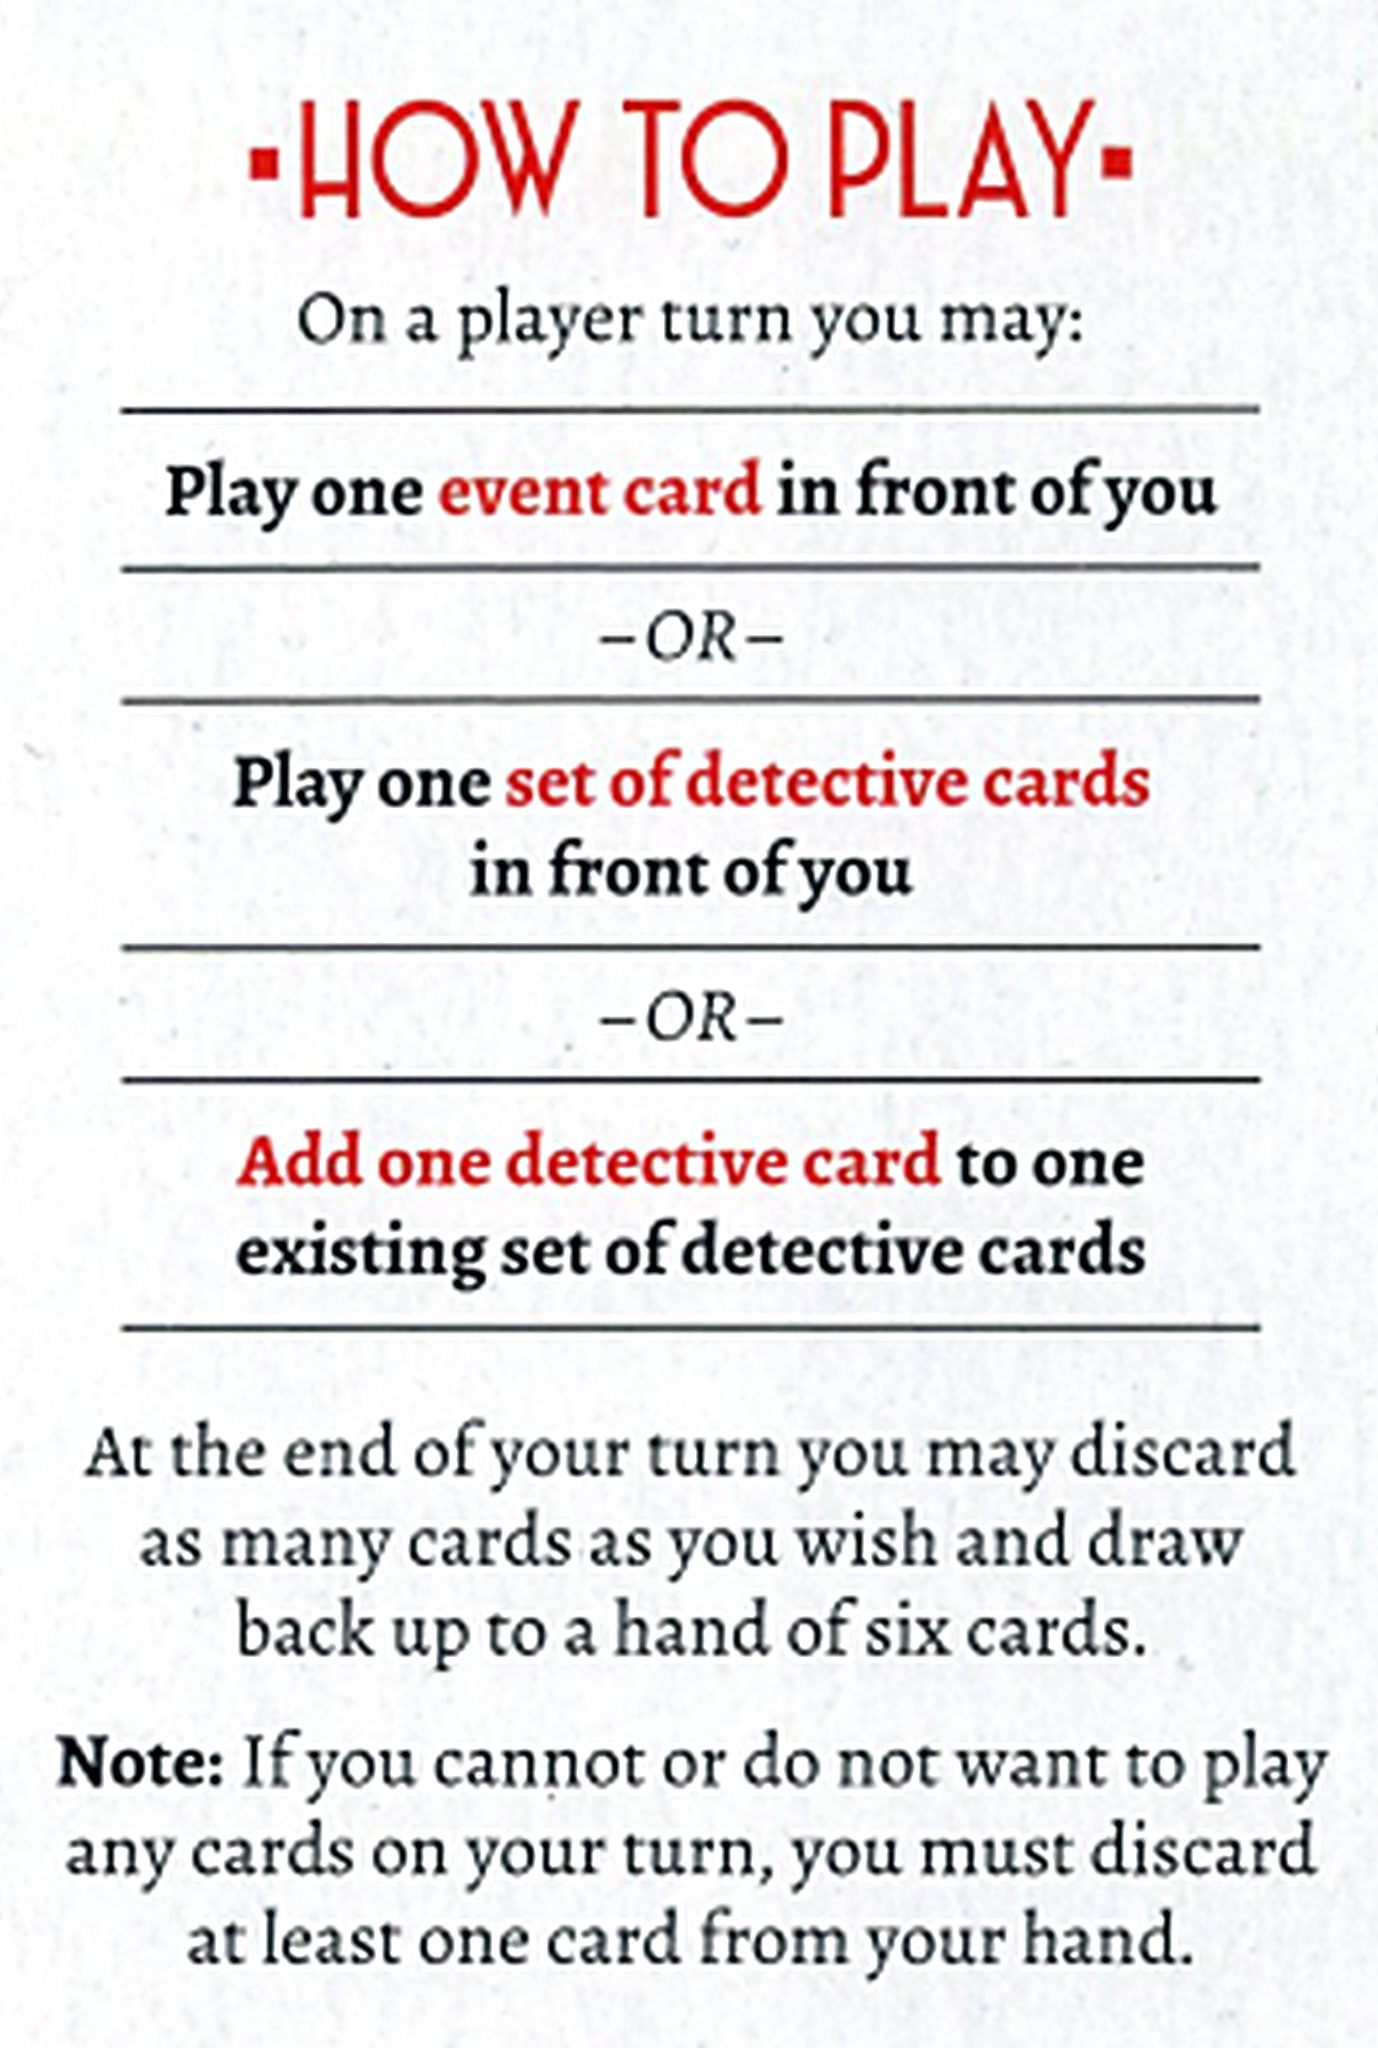 ▪HOW TO PLAY▪
On a player turn you may:
Play one event card in front of you
–OR–
Play one set of detective cards
in front of you
–OR–
Add one detective card to one
existing set of detective cards
At the end of your turn you may discard
as many cards as you wish and draw
back up to a hand of six cards.
Note: If you cannot or do not want to play
any cards on your turn, you must discard
at least one card from your hand.